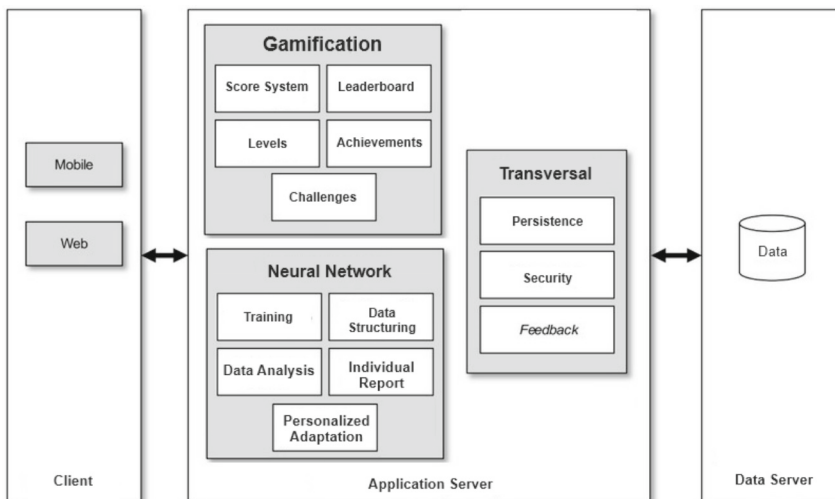 Mobile
Web
Client
Gamification
Score System
Leaderboard
Levels
Achievements
Challenges
Neural Network
Training
Data
Structuring
Data Analysis
Individual
Report
Personalized
Adaptation
Transversal
Persistence
Security
Feedback
Application Server
Data
Data Server